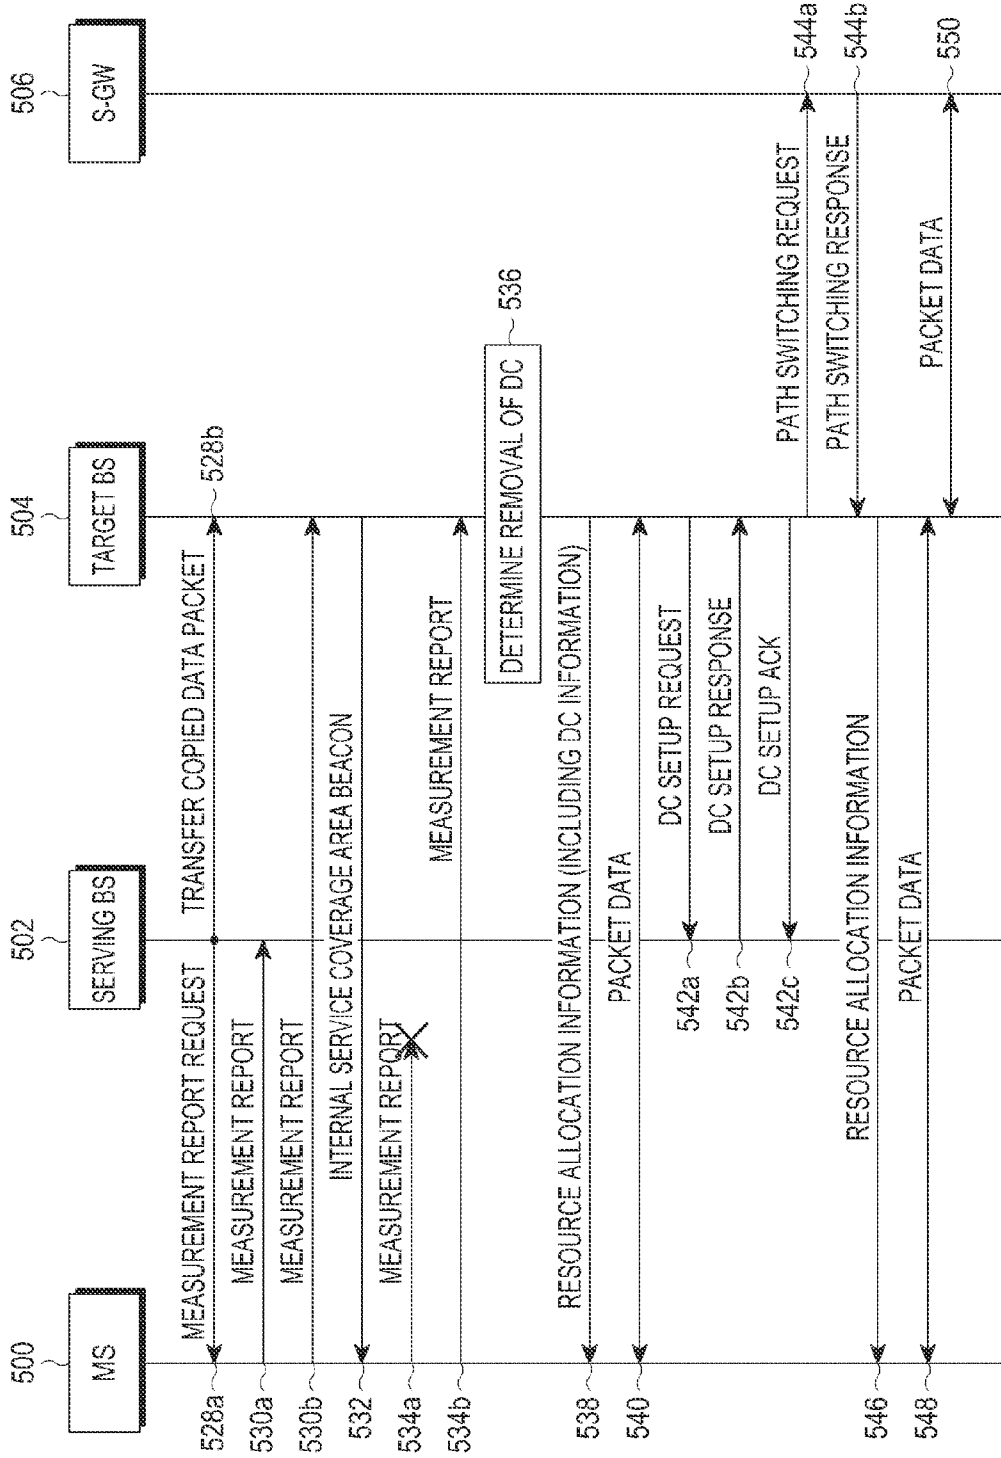 500
502
504
506
MS
SERVING BS
TARGET BS
S-GW
528a
MEASUREMENT REPORT REQUEST
TRANSFER COPIED DATA PACKET
528b
530a
MEASUREMENT REPORT
530b
MEASUREMENT REPORT
532
INTERNAL SERVICE COVERAGE AREA BEACON
534a
MEASUREMENT REPORT
534b
MEASUREMENT REPORT
DETERMINE REMOVAL OF DC
536
538
RESOURCE ALLOCATION INFORMATION (INCLUDING DC INFORMATION)
540
PACKET DATA
542a
DC SETUP REQUEST
542b
DC SETUP RESPONSE
542c
DC SETUP ACK
PATH SWITCHING REQUEST
544a
PATH SWITCHING RESPONSE
544b
546
RESOURCE ALLOCATION INFORMATION
548
PACKET DATA
PACKET DATA
550